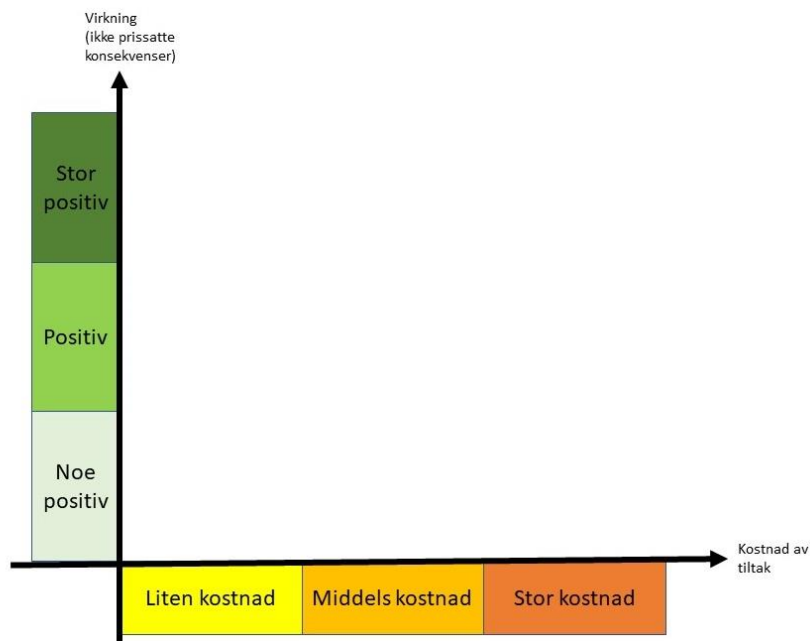 Virkning
(ikke prissatte
konsekvenser)
Stor
positiv
Positiv
Noe
positiv
Kostnad av
tiltak
Liten kostnad
Middels kostnad
Stor kostnad